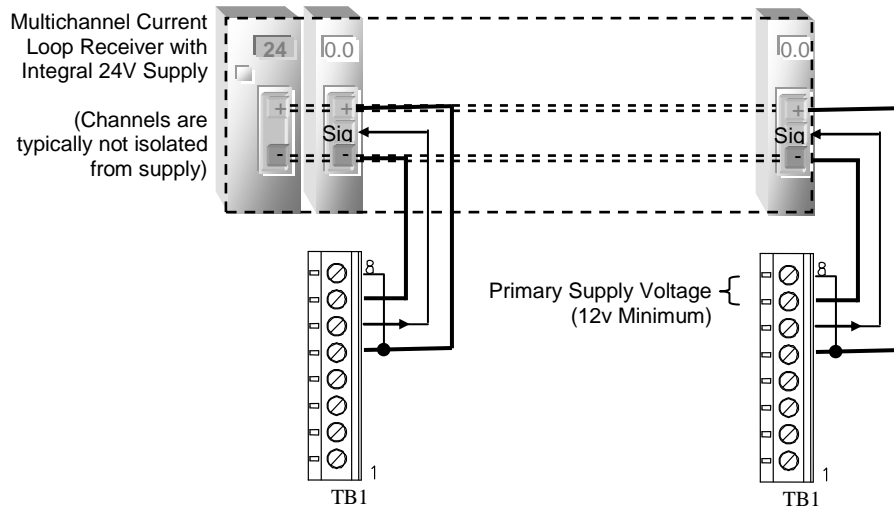 Multichannel Current
Loop Receiver with
Integral 24V Supply
(Channels are
typically not isolated
from supply)
24
0.0
0.0
+
+
+
Sig
Sig
-
-
-
8
8
Primary Supply Voltage
(12v Minimum)
1
1
TB1
TB1